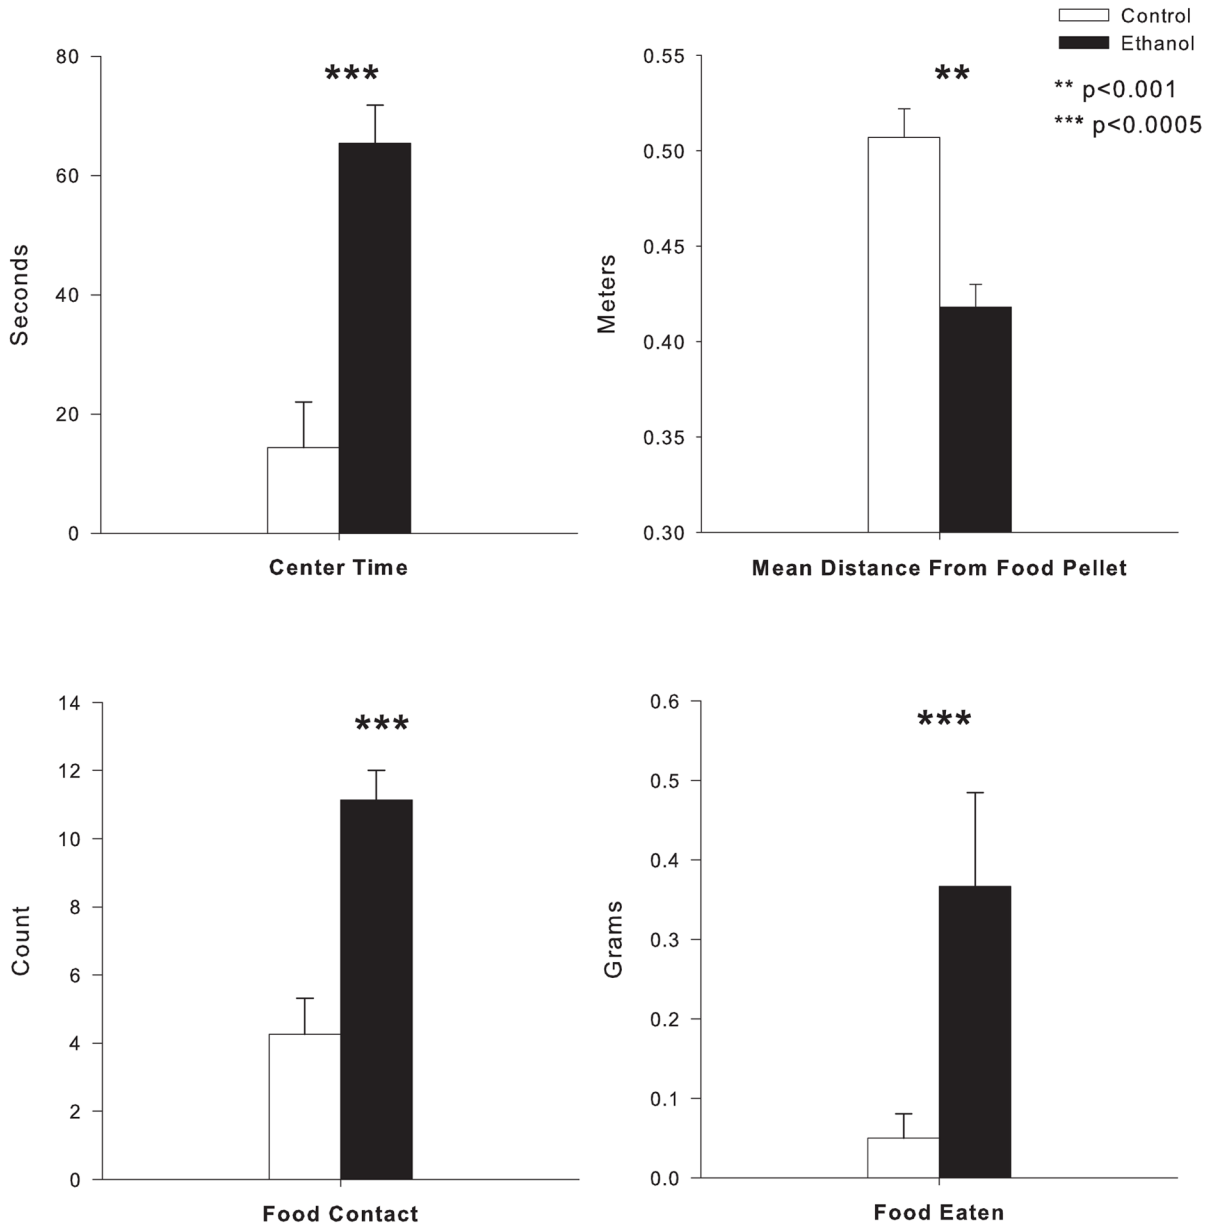 Control
Ethanol
** p<0.001
*** p<0.0005
***
80
60
40
20
0
Seconds
Center Time
**
0.55
0.50
0.45
0.40
0.35
0.30
Meters
Mean Distance From Food Pellet
***
14
12
10
8
6
4
2
0
Count
Food Contact
***
0.6
0.5
0.4
0.3
0.2
0.1
0.0
Grams
Food Eaten